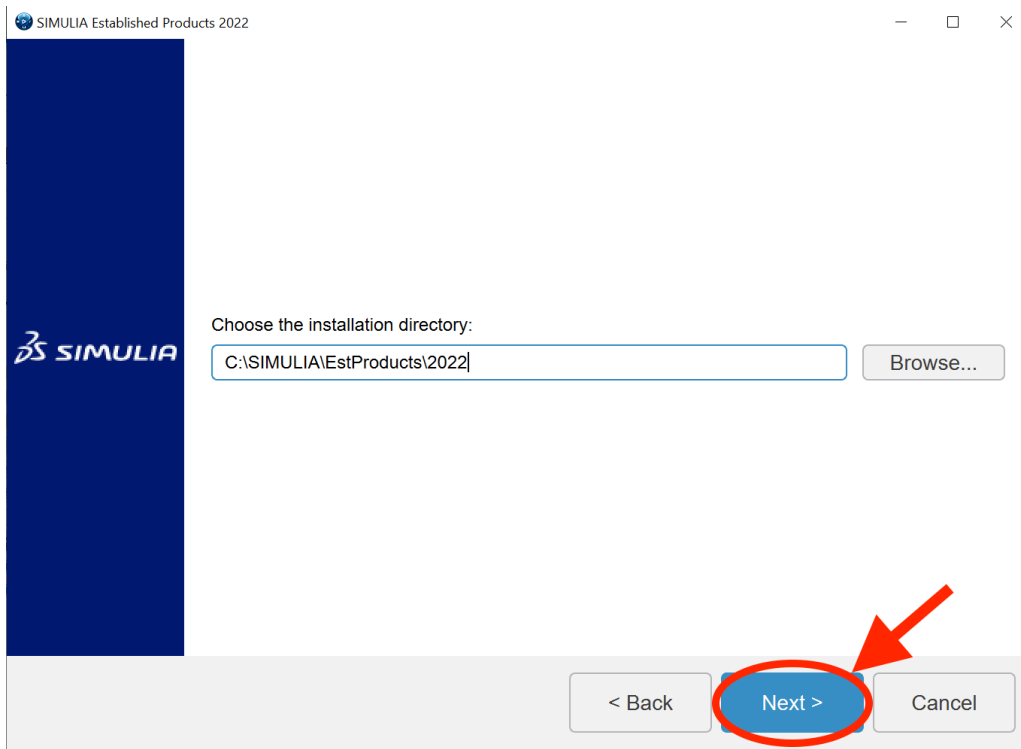 SIMULIA Established Products 2022
Choose the installation directory:
SIMULIA
C:\SIMULIA\EstProducts\2022
Browse...
< Back
Next >
Cancel